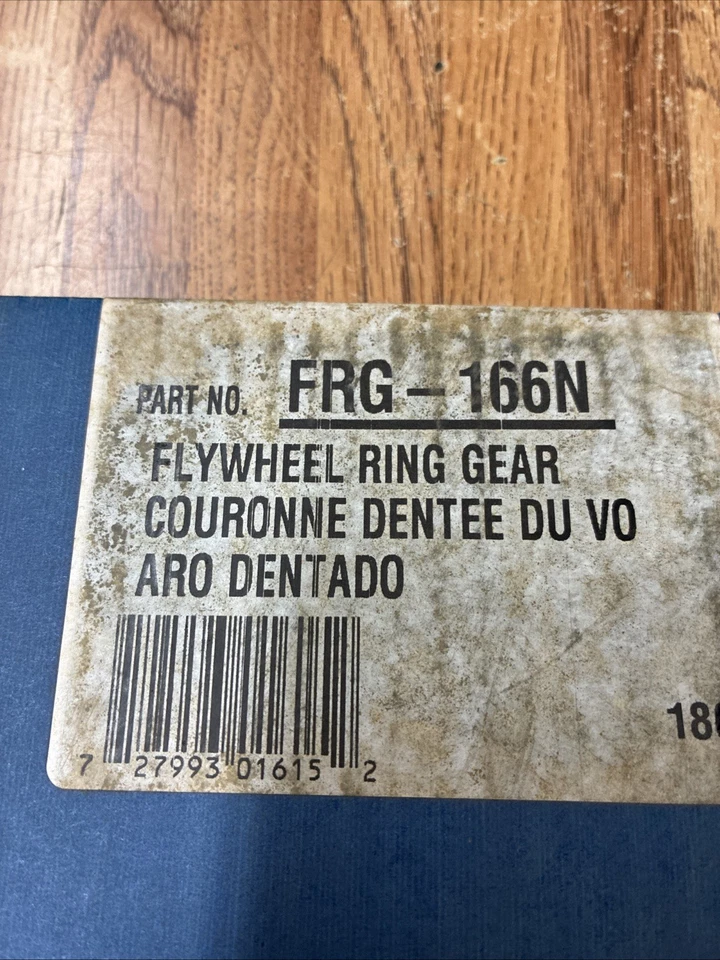 PART NO. FRG-166N
FLYWHEEL RING GEAR
COURONNE DENTEE DU VO
ARO DENTADO
7 27993 01615 2